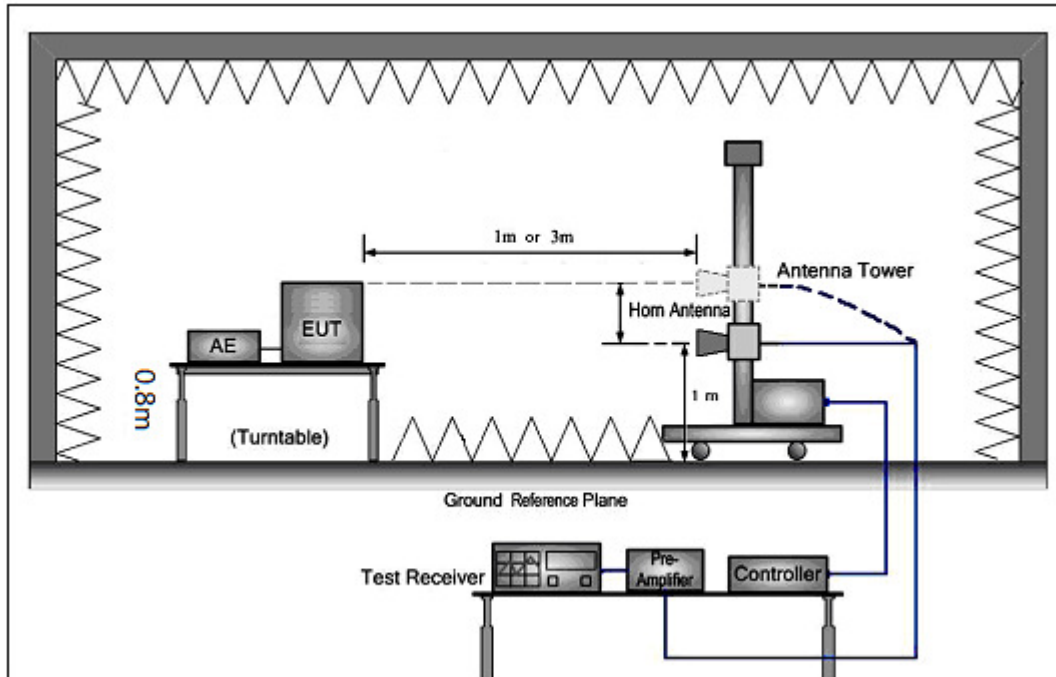 1m or 3m
Antenna Tower
Horn Antenna
EUT
AE
1 m
0.8m
(Turntable)
Ground Reference Plane
Test Receiver
Pre-
Amplifier
Controller